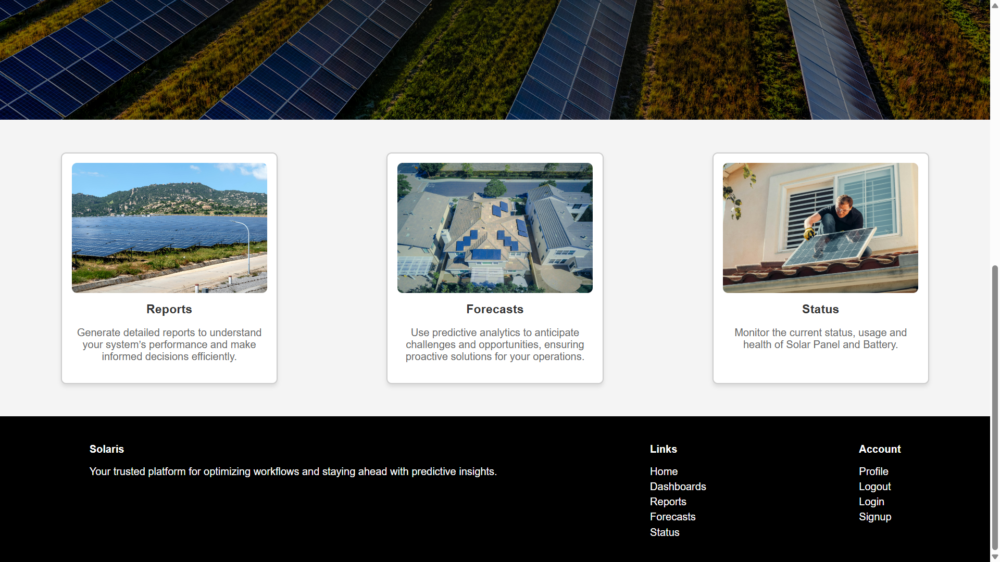 Reports
Generate detailed reports to understand
your system's performance and make
informed decisions efficiently.
Forecasts
Use predictive analytics to anticipate
challenges and opportunities, ensuring
proactive solutions for your operations.
Status
Monitor the current status, usage and
health of Solar Panel and Battery.
Solaris
Your trusted platform for optimizing workflows and staying ahead with predictive insights.
Links
Home
Dashboards
Reports
Forecasts
Status
Account
Profile
Logout
Login
Signup